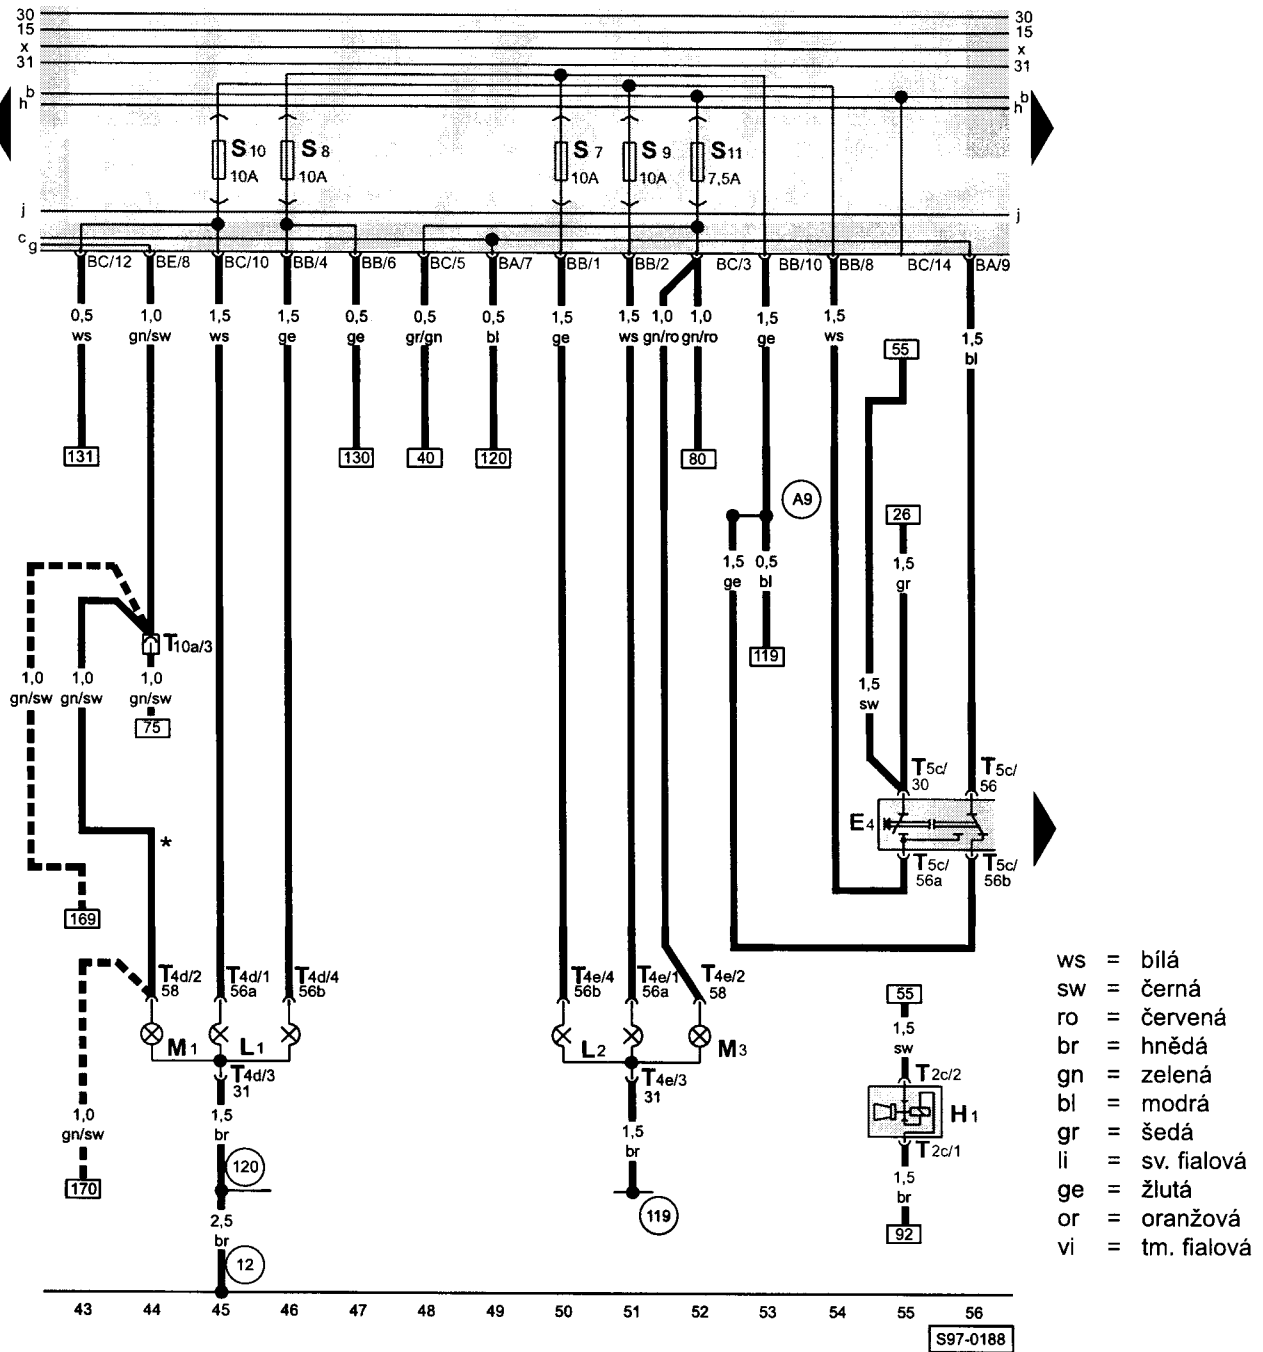 30 30
15 15
x x
31 31
b b
h h
S10 S8 S7 S9 S11
10A 10A 10A 10A 7,5A
j j
c
g
BC/12 BE/8 BC/10 BB/4 BB/6 BC/5 BA/7 BB/1 BB/2 BC/3 BB/10 BB/8 BC/14 BA/9
0,5 1,0 1,5 1,5 0,5 0,5 0,5 1,5 1,5 1,0 1,0 1,5 1,5 1,5
ws gn/sw ws ge ge gr/gn bl ge ws gn/ro gn/ro ge ws bl
55
131 130 40 120 80
A9
26
1,5 0,5 1,5
ge bl gr
T10a/3
119
1,0 1,0 1,0 1,5
gn/sw gn/sw gn/sw sw
75
T5c/ T5c/
30 56
E4
*
T5c/ T5c/
56a 56b
169
T4d/2 T4d/1 T4d/4 T4e/4 T4e/1 T4e/2
58 56a 56b 56b 56a 58
55
1,5
sw
M1 L1 L2 M3
T4d/3 T4e/3 T2c/2
31 31
1,0 1,5 1,5 H1
gn/sw br br
T2c/1
120
170
1,5
br
2,5
br
119
92
12
43 44 45 46 47 48 49 50 51 52 53 54 55 56
S97-0188
ws = bílá
sw = černá
ro = červená
br = hnědá
gn = zelená
bl = modrá
gr = šedá
li = sv. fialová
ge = žlutá
or = oranžová
vi = tm. fialová